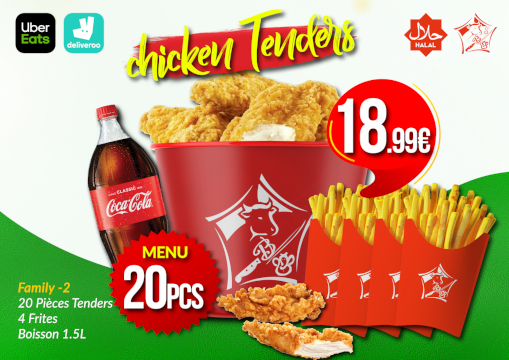 Uber
Eats
deliveroo
chicken Tenders
حلال
HALAL
18.99€
CLASSIC
Coca-Cola
MENU
20PCS
Family -2
20 Pièces Tenders
4 Frites
Boisson 1.5L